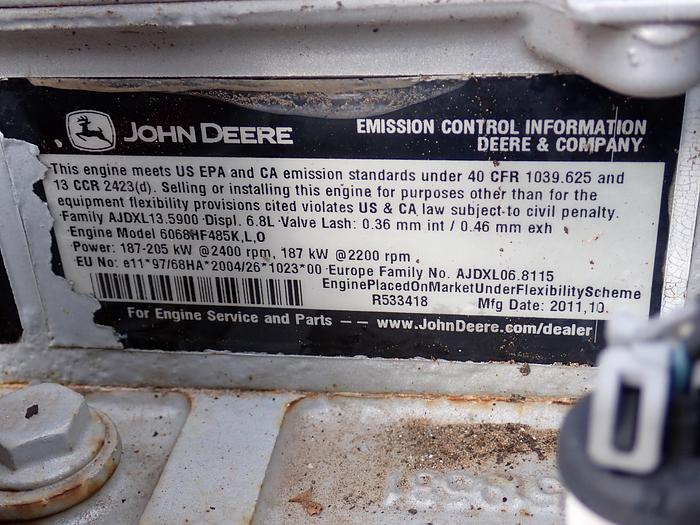 JOHN DEERE
EMISSION CONTROL INFORMATION
DEERE & COMPANY
This engine meets US EPA and CA emission standards under 40 CFR 1039.625 and
13 CCR 2423(d). Selling or installing this engine for purposes other than for the
equipment flexibility provisions cited violates US & CA law subject to civil penalty.
·Family AJDXL13.5900 ·Displ. 6.8L ·Valve Lash: 0.36 mm int / 0.46 mm exh
·Engine Model 6068HF485K,L,O
·Power: 187-205 kW @2400 rpm, 187 kW @2200 rpm
·EU No: e11*97/68HA*2004/26*1023*00 ·Europe Family No. AJDXL06.8115
EnginePlacedOnMarketUnderFlexibilityScheme
R533418 Mfg Date: 2011,10.
For Engine Service and Parts — — www.JohnDeere.com/dealer